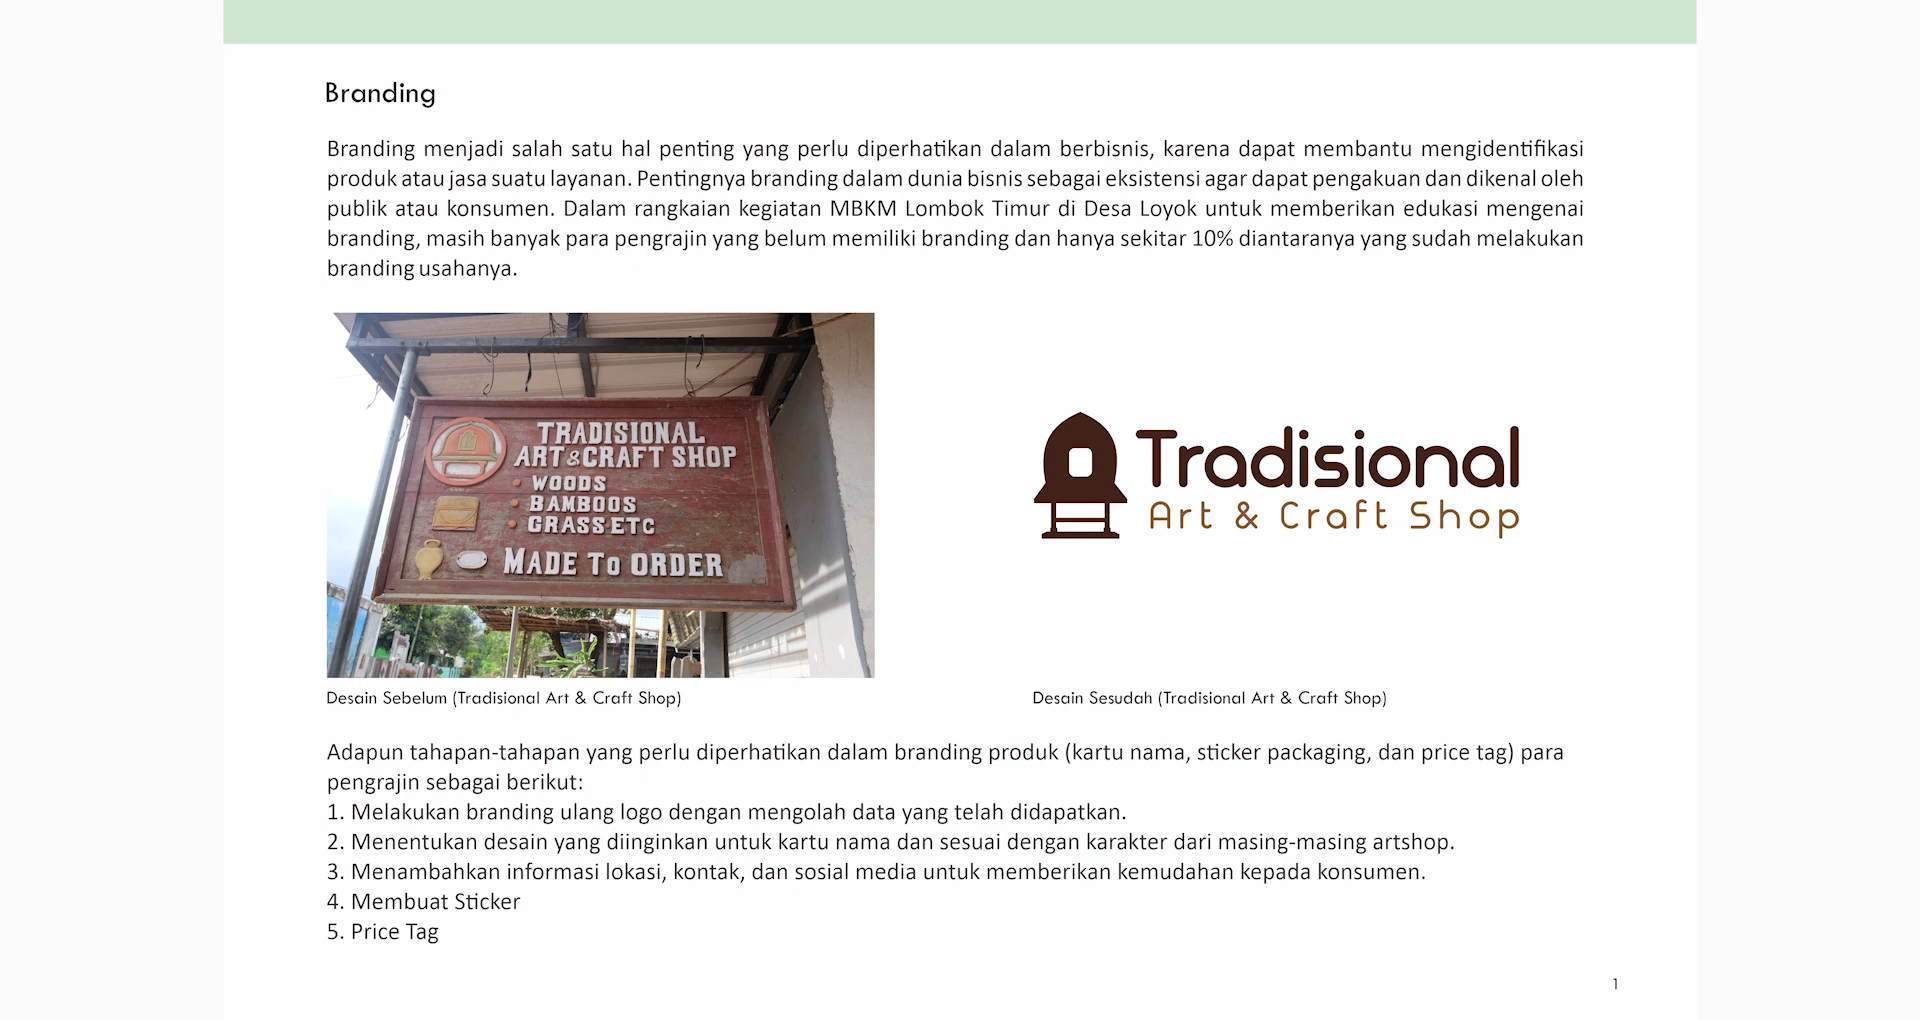 Branding
Branding menjadi salah satu hal penting yang perlu diperhatikan dalam berbisnis, karena dapat membantu mengidentifikasi
produk atau jasa suatu layanan. Pentingnya branding dalam dunia bisnis sebagai eksistensi agar dapat pengakuan dan dikenal oleh
publik atau konsumen. Dalam rangkaian kegiatan MBKM Lombok Timur di Desa Loyok untuk memberikan edukasi mengenai
branding, masih banyak para pengrajin yang belum memiliki branding dan hanya sekitar 10% diantaranya yang sudah melakukan
branding usahanya.
TRADISIONAL
ART & CRAFT SHOP
• WOODS
• BAMBOOS
• GRASS ETC
MADE To ORDER
Tradisional
Art & Craft Shop
Desain Sebelum (Tradisional Art & Craft Shop)
Desain Sesudah (Tradisional Art & Craft Shop)
Adapun tahapan-tahapan yang perlu diperhatikan dalam branding produk (kartu nama, sticker packaging, dan price tag) para
pengrajin sebagai berikut:
1. Melakukan branding ulang logo dengan mengolah data yang telah didapatkan.
2. Menentukan desain yang diinginkan untuk kartu nama dan sesuai dengan karakter dari masing-masing artshop.
3. Menambahkan informasi lokasi, kontak, dan sosial media untuk memberikan kemudahan kepada konsumen.
4. Membuat Sticker
5. Price Tag
1